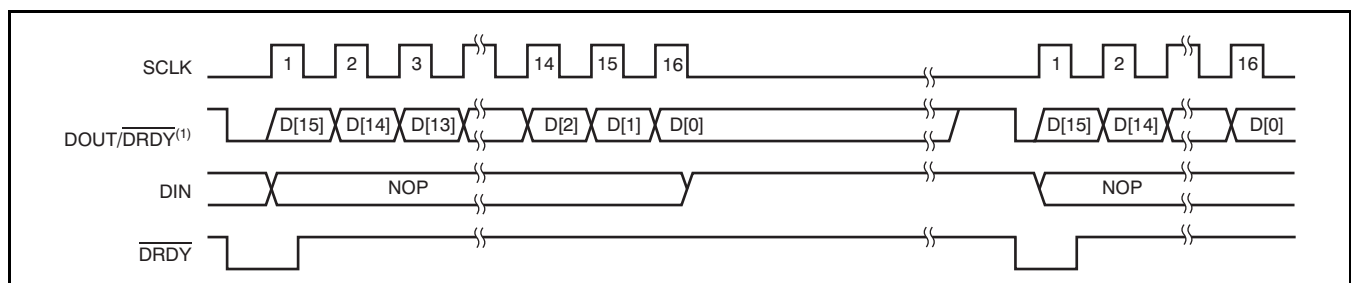 SCLK 1 2 3 14 15 16 1 2 16
DOUT/DRDY(1) D[15] D[14] D[13] D[2] D[1] D[0] D[15] D[14] D[0]
DIN NOP NOP
DRDY